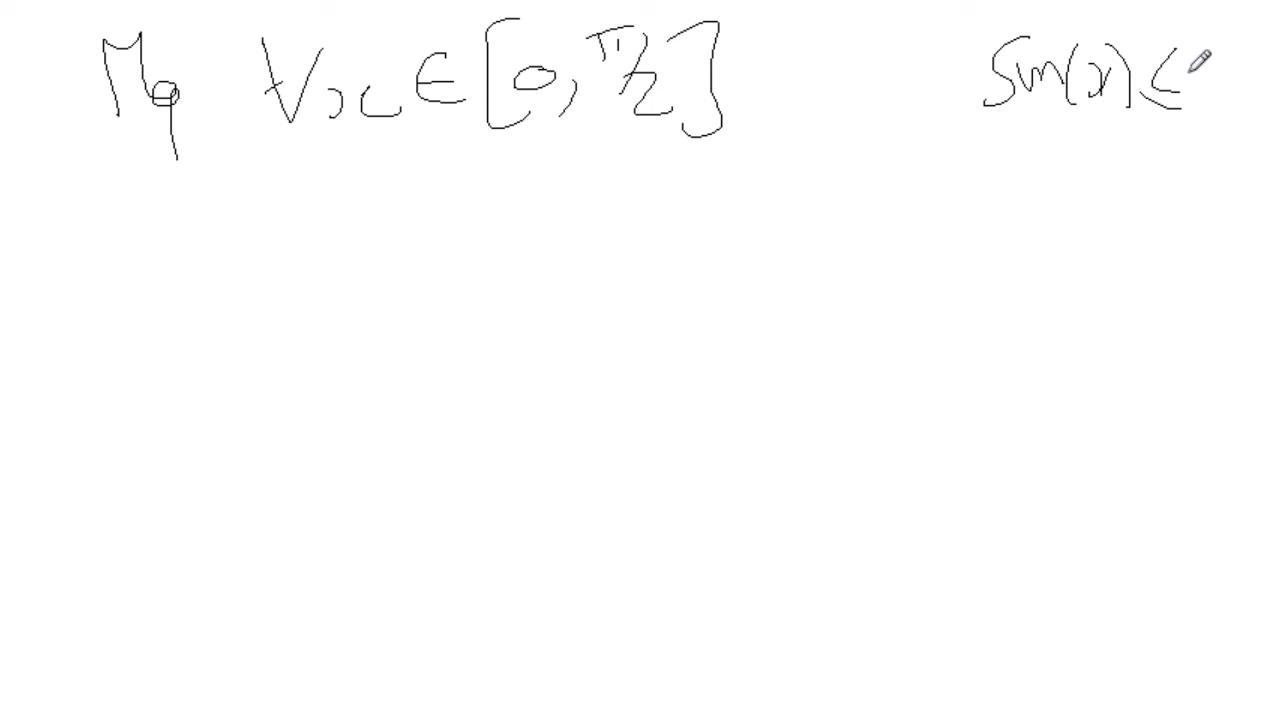 Mq ∀x ∈ [0, π/2] sin(x) ≤